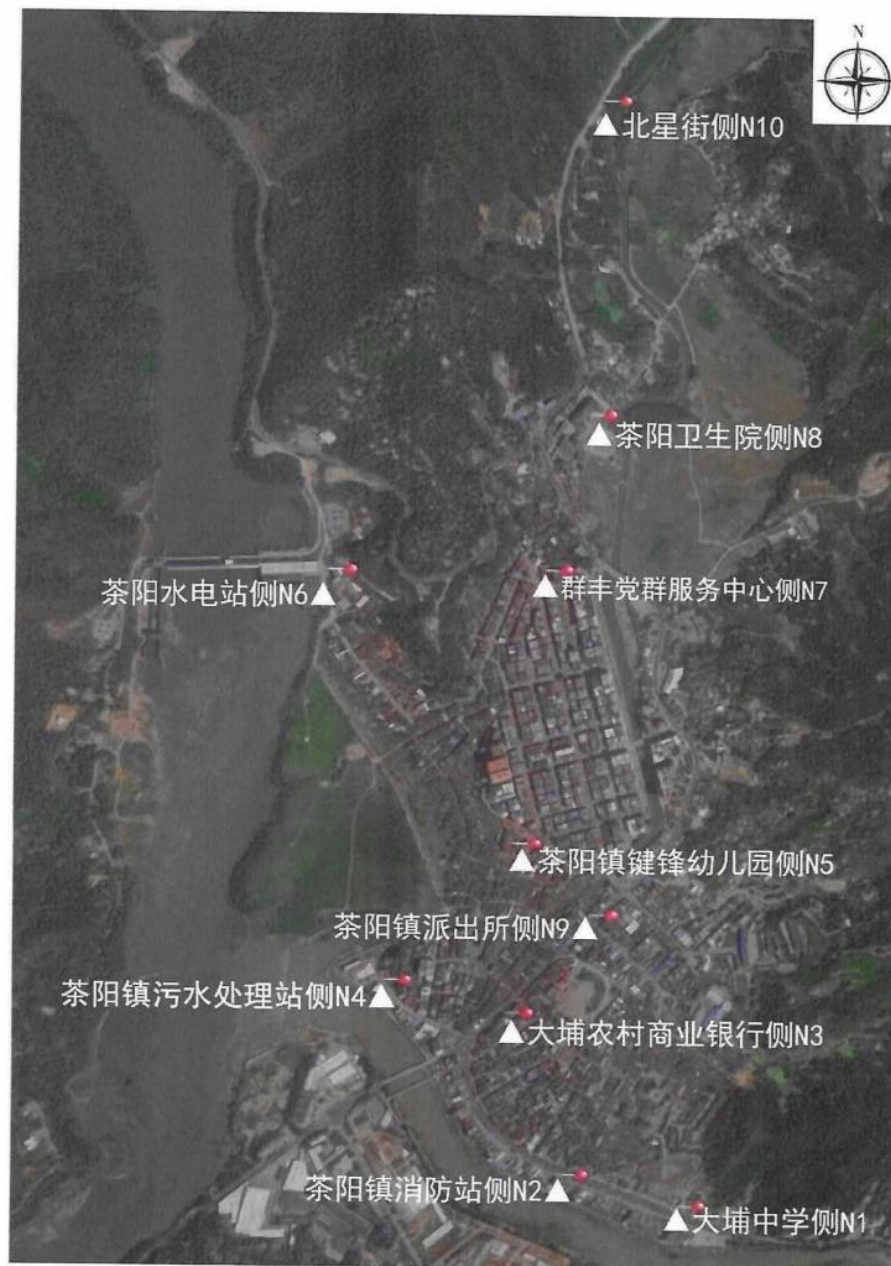 N
北星街侧N10
茶阳卫生院侧N8
茶阳水电站侧N6
群丰党群服务中心侧N7
茶阳镇键锋幼儿园侧N5
茶阳镇派出所侧N9
茶阳镇污水处理站侧N4
大埔农村商业银行侧N3
茶阳镇消防站侧N2
大埔中学侧N1